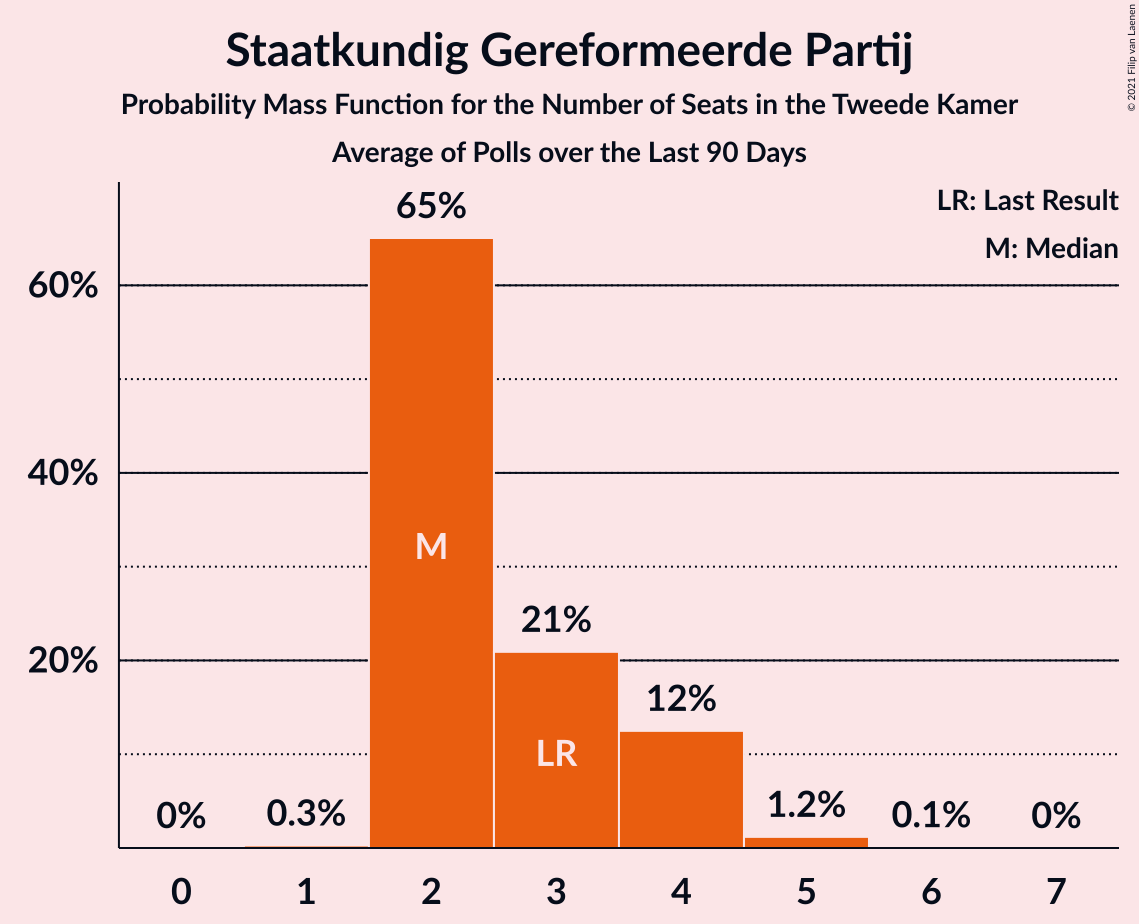 Staatkundig Gereformeerde Partij
Probability Mass Function for the Number of Seats in the Tweede Kamer
Average of Polls over the Last 90 Days
© 2021 Filip van Laenen
LR: Last Result
M: Median
65%
60%
40%
M
21%
20%
12%
LR
0%
0.3%
1.2%
0.1%
0%
0 1 2 3 4 5 6 7